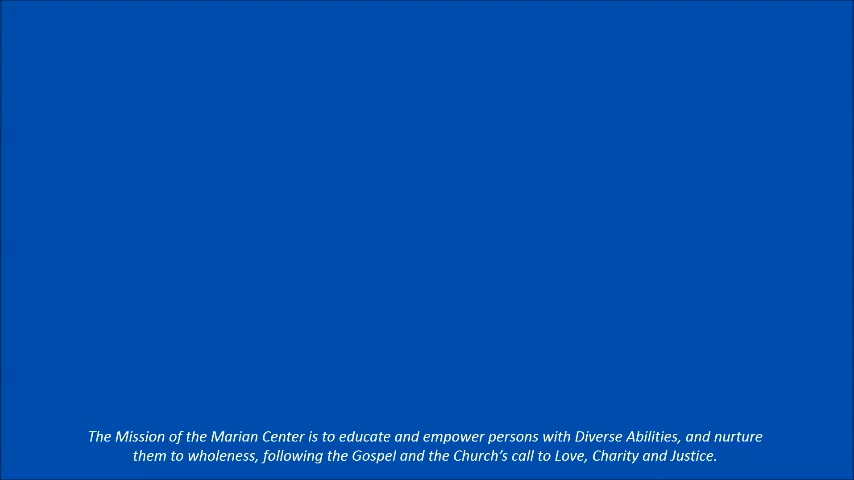 The Mission of the Marian Center is to educate and empower persons with Diverse Abilities, and nurture
them to wholeness, following the Gospel and the Church’s call to Love, Charity and Justice.